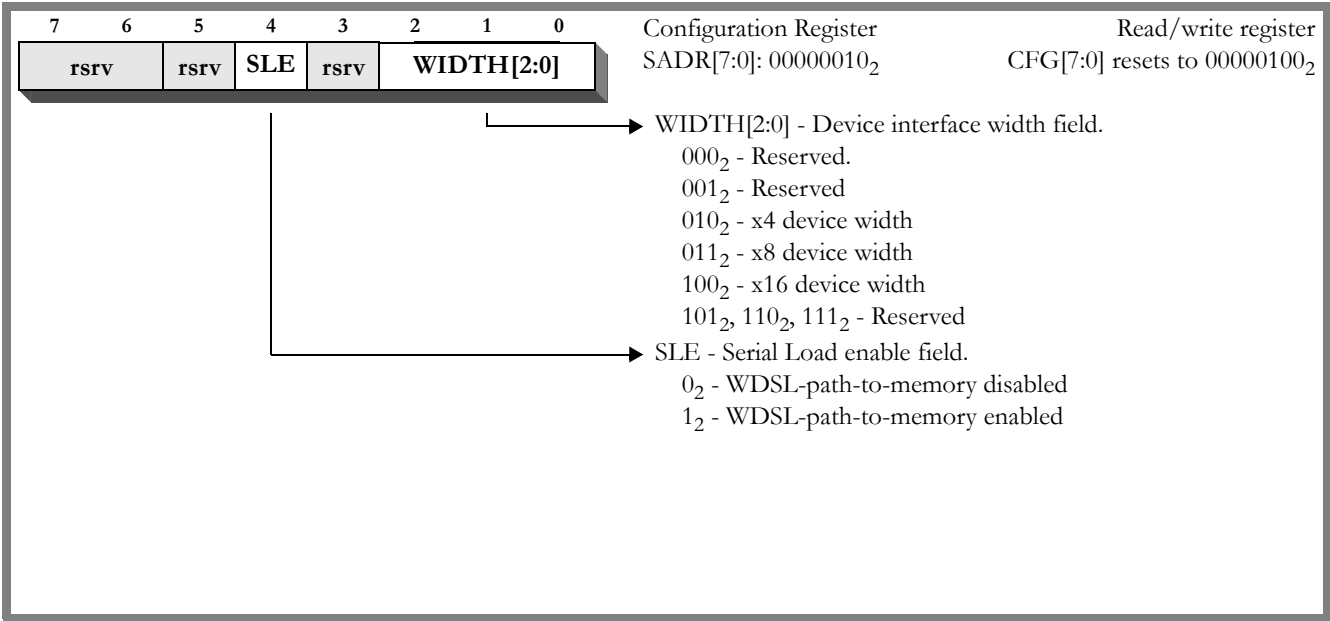 7 6 5 4 3 2 1 0
rsrv rsrv SLE rsrv WIDTH[2:0]
Configuration Register Read/write register
SADR[7:0]: 00000010₂ CFG[7:0] resets to 00000100₂
WIDTH[2:0] - Device interface width field.
000₂ - Reserved.
001₂ - Reserved
010₂ - x4 device width
011₂ - x8 device width
100₂ - x16 device width
101₂, 110₂, 111₂ - Reserved
SLE - Serial Load enable field.
0₂ - WDSL-path-to-memory disabled
1₂ - WDSL-path-to-memory enabled